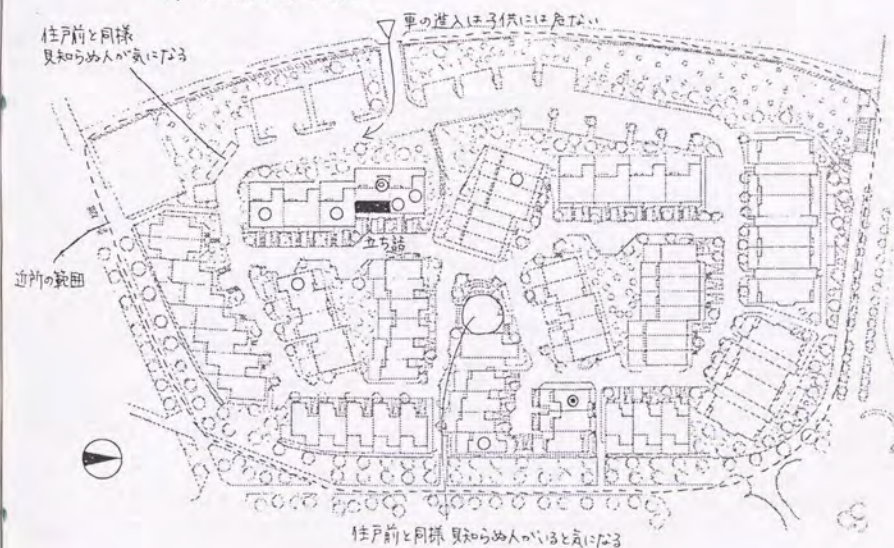 車の進入は子供には危ない
住戸前と同様
見知らぬ人が気になる
立ち話
近所の範囲
住戸前と同様 見知らぬ人がいると気になる